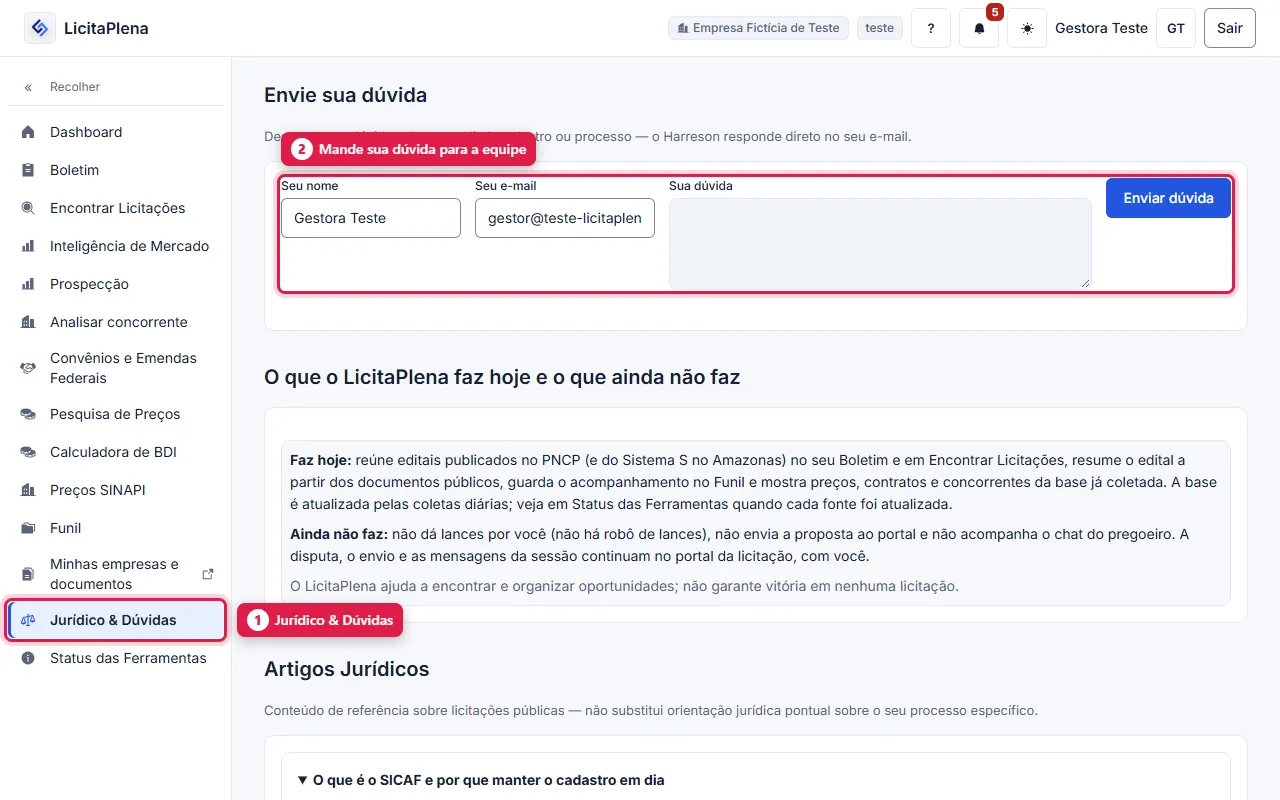 LicitaPlena
Empresa Fictícia de Teste
teste
?
5
Gestora Teste
GT
Sair
« Recolher
Dashboard
Boletim
Encontrar Licitações
Inteligência de Mercado
Prospecção
Analisar concorrente
Convênios e Emendas
Federais
Pesquisa de Preços
Calculadora de BDI
Preços SINAPI
Funil
Minhas empresas e
documentos
Jurídico & Dúvidas
1 Jurídico & Dúvidas
Status das Ferramentas
Envie sua dúvida
ou processo — o Harreson responde direto no seu e-mail.
2 Mande sua dúvida para a equipe
Seu nome
Gestora Teste
Seu e-mail
gestor@teste-licitaplen
Sua dúvida
Enviar dúvida
O que o LicitaPlena faz hoje e o que ainda não faz
Faz hoje: reúne editais publicados no PNCP (e do Sistema S no Amazonas) no seu Boletim e em Encontrar Licitações, resume o edital a
partir dos documentos públicos, guarda o acompanhamento no Funil e mostra preços, contratos e concorrentes da base já coletada. A base
é atualizada pelas coletas diárias; veja em Status das Ferramentas quando cada fonte foi atualizada.
Ainda não faz: não dá lances por você (não há robô de lances), não envia a proposta ao portal e não acompanha o chat do pregoeiro. A
disputa, o envio e as mensagens da sessão continuam no portal da licitação, com você.
O LicitaPlena ajuda a encontrar e organizar oportunidades; não garante vitória em nenhuma licitação.
Artigos Jurídicos
Conteúdo de referência sobre licitações públicas — não substitui orientação jurídica pontual sobre o seu processo específico.
▼ O que é o SICAF e por que manter o cadastro em dia